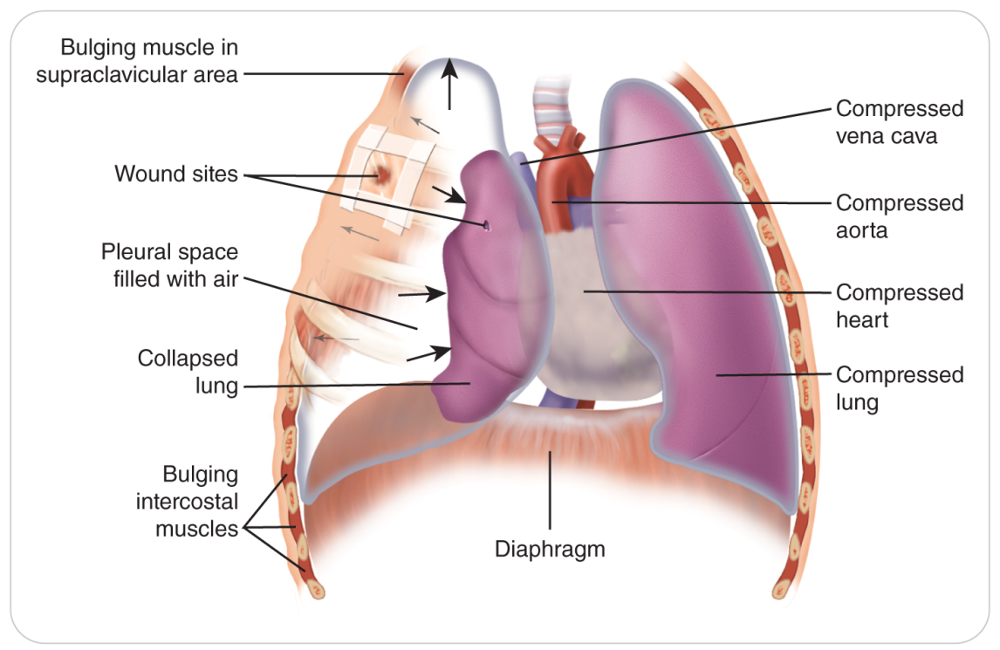 Bulging muscle in
supraclavicular area
Wound sites
Pleural space
filled with air
Collapsed
lung
Bulging
intercostal
muscles
Diaphragm
Compressed
vena cava
Compressed
aorta
Compressed
heart
Compressed
lung